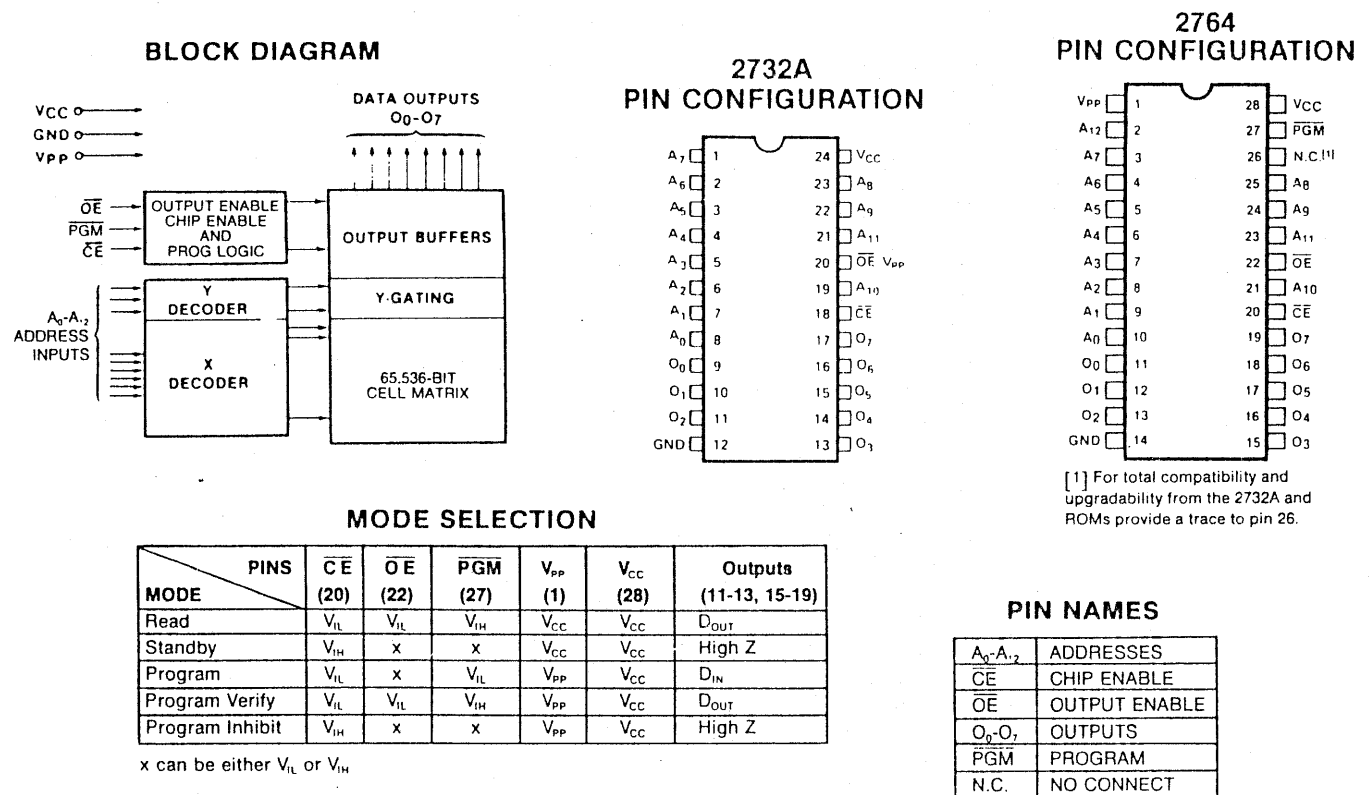 BLOCK DIAGRAM
VCC
GND
VPP
DATA OUTPUTS
O0-O7
OE
PGM
CE
OUTPUT ENABLE
CHIP ENABLE
AND
PROG LOGIC
OUTPUT BUFFERS
A0-A12
ADDRESS
INPUTS
Y
DECODER
Y-GATING
X
DECODER
65,536-BIT
CELL MATRIX
2732A
PIN CONFIGURATION
A7 1 24 VCC
A6 2 23 A8
A5 3 22 A9
A4 4 21 A11
A3 5 20 OE VPP
A2 6 19 A10
A1 7 18 CE
A0 8 17 O7
O0 9 16 O6
O1 10 15 O5
O2 11 14 O4
GND 12 13 O3
2764
PIN CONFIGURATION
VPP 1 28 VCC
A12 2 27 PGM
A7 3 26 N.C.[1]
A6 4 25 A8
A5 5 24 A9
A4 6 23 A11
A3 7 22 OE
A2 8 21 A10
A1 9 20 CE
A0 10 19 O7
O0 11 18 O6
O1 12 17 O5
O2 13 16 O4
GND 14 15 O3
[1] For total compatibility and
upgradability from the 2732A and
ROMs provide a trace to pin 26.
MODE SELECTION
PINS CE OE PGM VPP VCC Outputs
MODE (20) (22) (27) (1) (28) (11-13, 15-19)
Read VIL VIL VIH VCC VCC DOUT
Standby VIH x x VCC VCC High Z
Program VIL x VIL VPP VCC DIN
Program Verify VIL VIL VIH VPP VCC DOUT
Program Inhibit VIH x x VPP VCC High Z
x can be either VIL or VIH
PIN NAMES
A0-A12 ADDRESSES
CE CHIP ENABLE
OE OUTPUT ENABLE
O0-O7 OUTPUTS
PGM PROGRAM
N.C. NO CONNECT